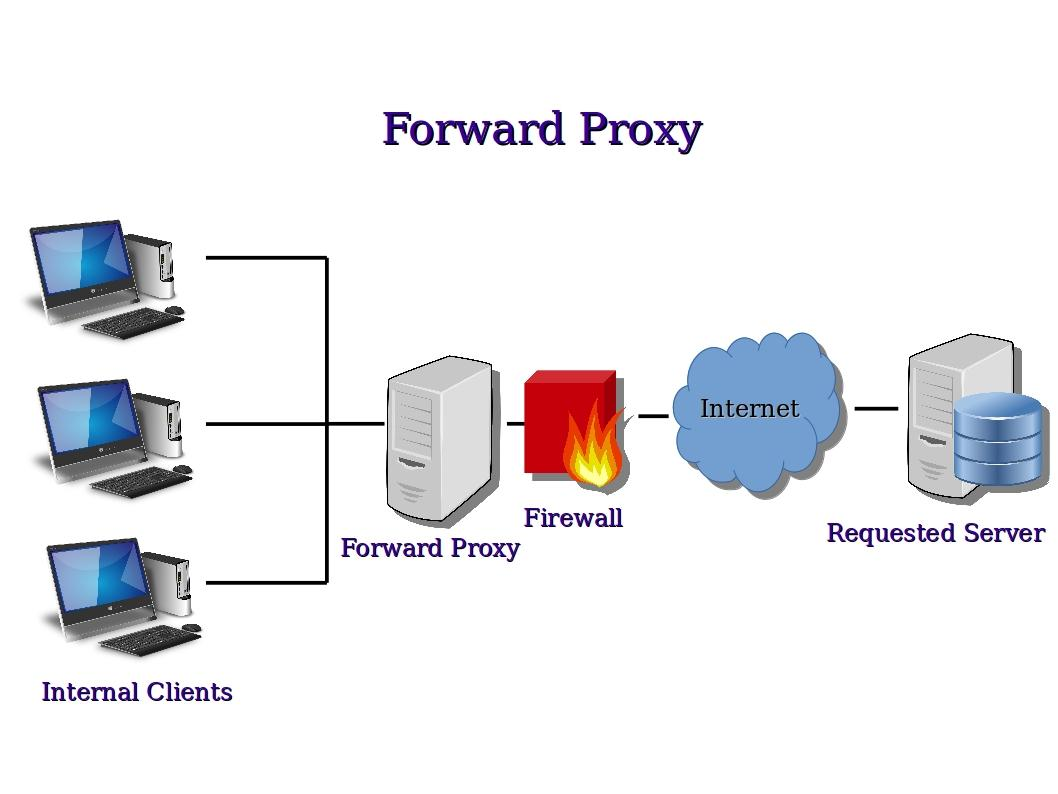 Forward Proxy
Internet
Firewall
Requested Server
Forward Proxy
Internal Clients